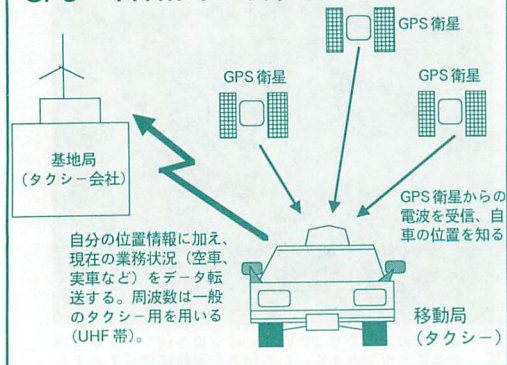 GPS衛星
GPS衛星
GPS衛星
基地局
(タクシー会社)
GPS衛星からの
電波を受信、自
車の位置を知る
自分の位置情報に加え、
現在の業務状況(空車、
実車など)をデータ転
送する。周波数は一般
のタクシー用を用いる
(UHF帯)。
移動局
(タクシー)